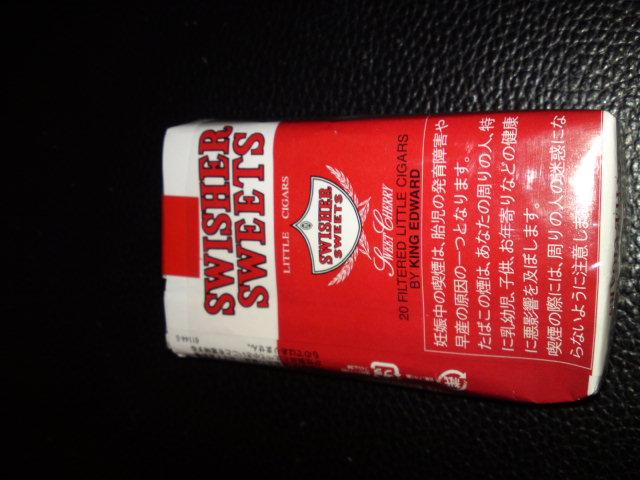 SWISHER
SWEETS
LITTLE CIGARS
SWISHER
SWEETS
Sweet Cherry
20 FILTERED LITTLE CIGARS
BY KING EDWARD
妊娠中の喫煙は、胎児の発育障害や
早産の原因の一つとなります。
たばこの煙は、あなたの周りの人、特
に乳幼児、子供、お年寄りなどの健康
に悪影響を及ぼします。
喫煙の際には、周りの人の迷惑にな
らないように注意しましょう。